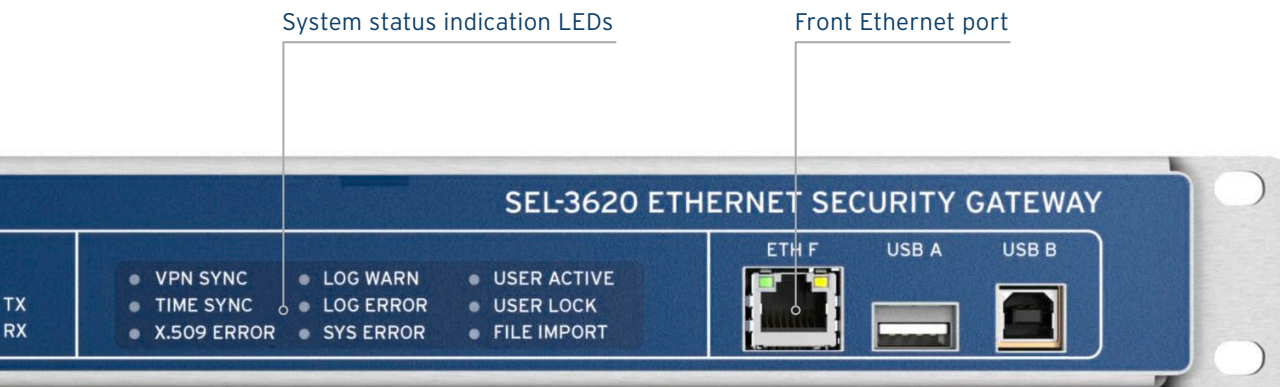 System status indication LEDs
Front Ethernet port
SEL-3620 ETHERNET SECURITY GATEWAY
TX
RX
VPN SYNC
TIME SYNC
X.509 ERROR
LOG WARN
LOG ERROR
SYS ERROR
USER ACTIVE
USER LOCK
FILE IMPORT
ETH F
USB A
USB B